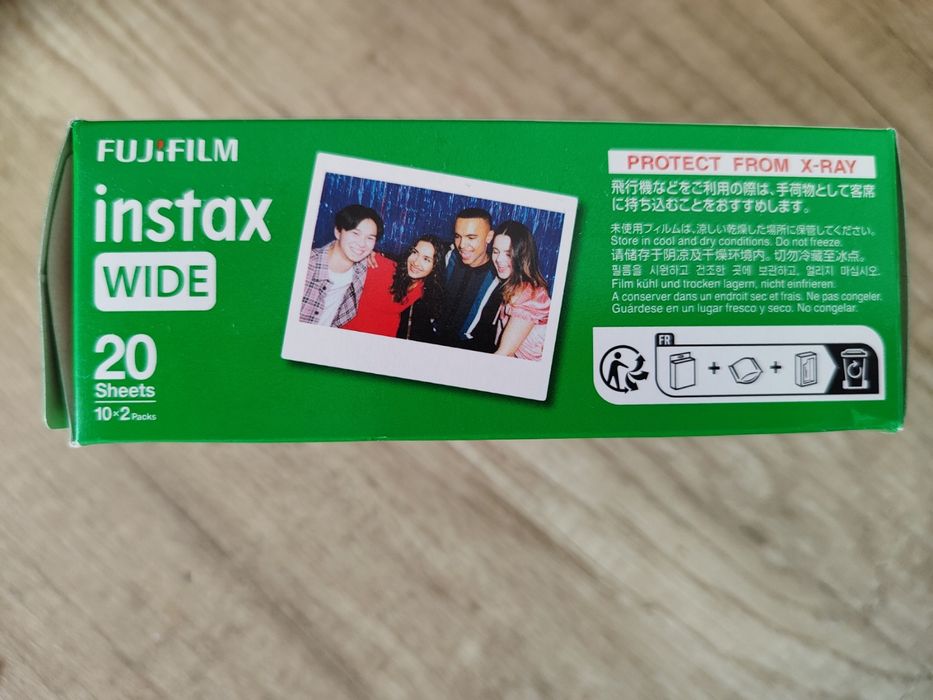 FUJIFILM
instax
WIDE
20
Sheets
10×2 Packs
PROTECT FROM X-RAY
飛行機などをご利用の際は、手荷物として客席
に持ち込むことをおすすめします。
未使用フィルムは、涼しい乾燥した場所に保管してください。
Store in cool and dry conditions. Do not freeze.
请储存于阴凉及干燥环境内。切勿冷藏至冰点。
필름을 시원하고 건조한 곳에 보관하고, 얼리지 마십시오.
Film kühl und trocken lagern, nicht einfrieren.
A conserver dans un endroit sec et frais. Ne pas congeler.
Guárdese en un lugar fresco y seco. No congelar.
FR